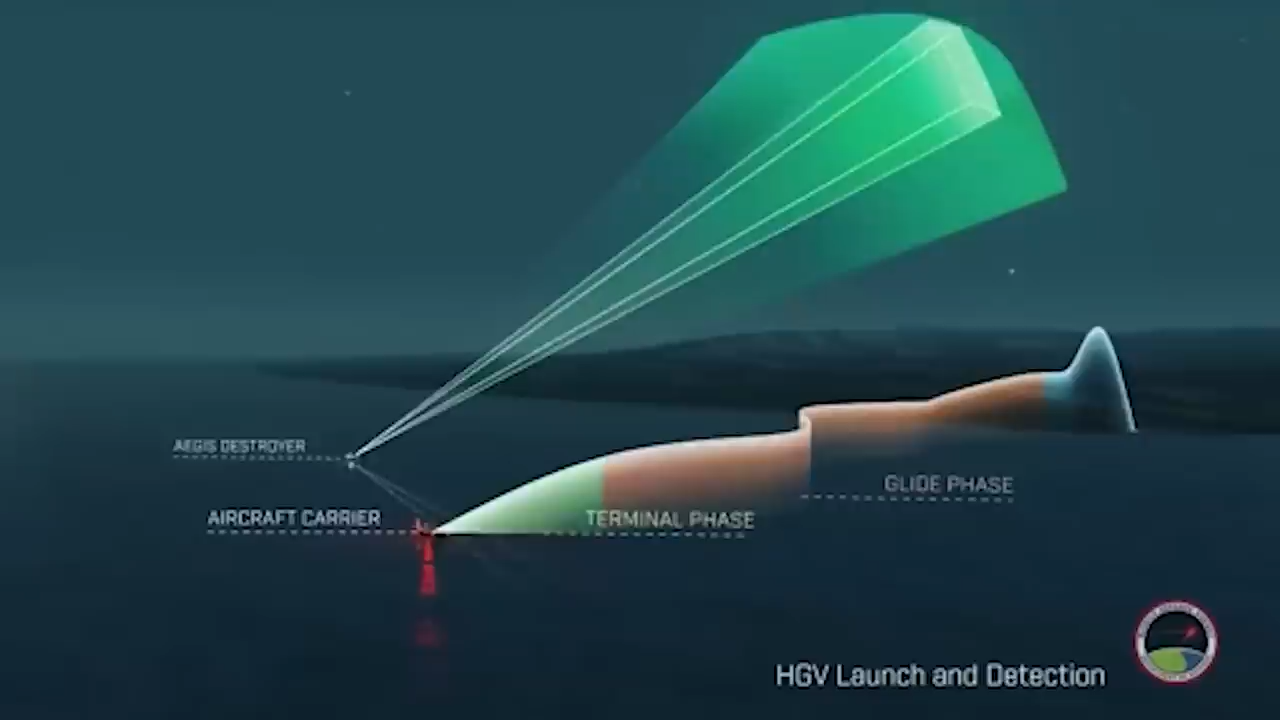 AEGIS DESTROYER
GLIDE PHASE
AIRCRAFT CARRIER
TERMINAL PHASE
HGV Launch and Detection